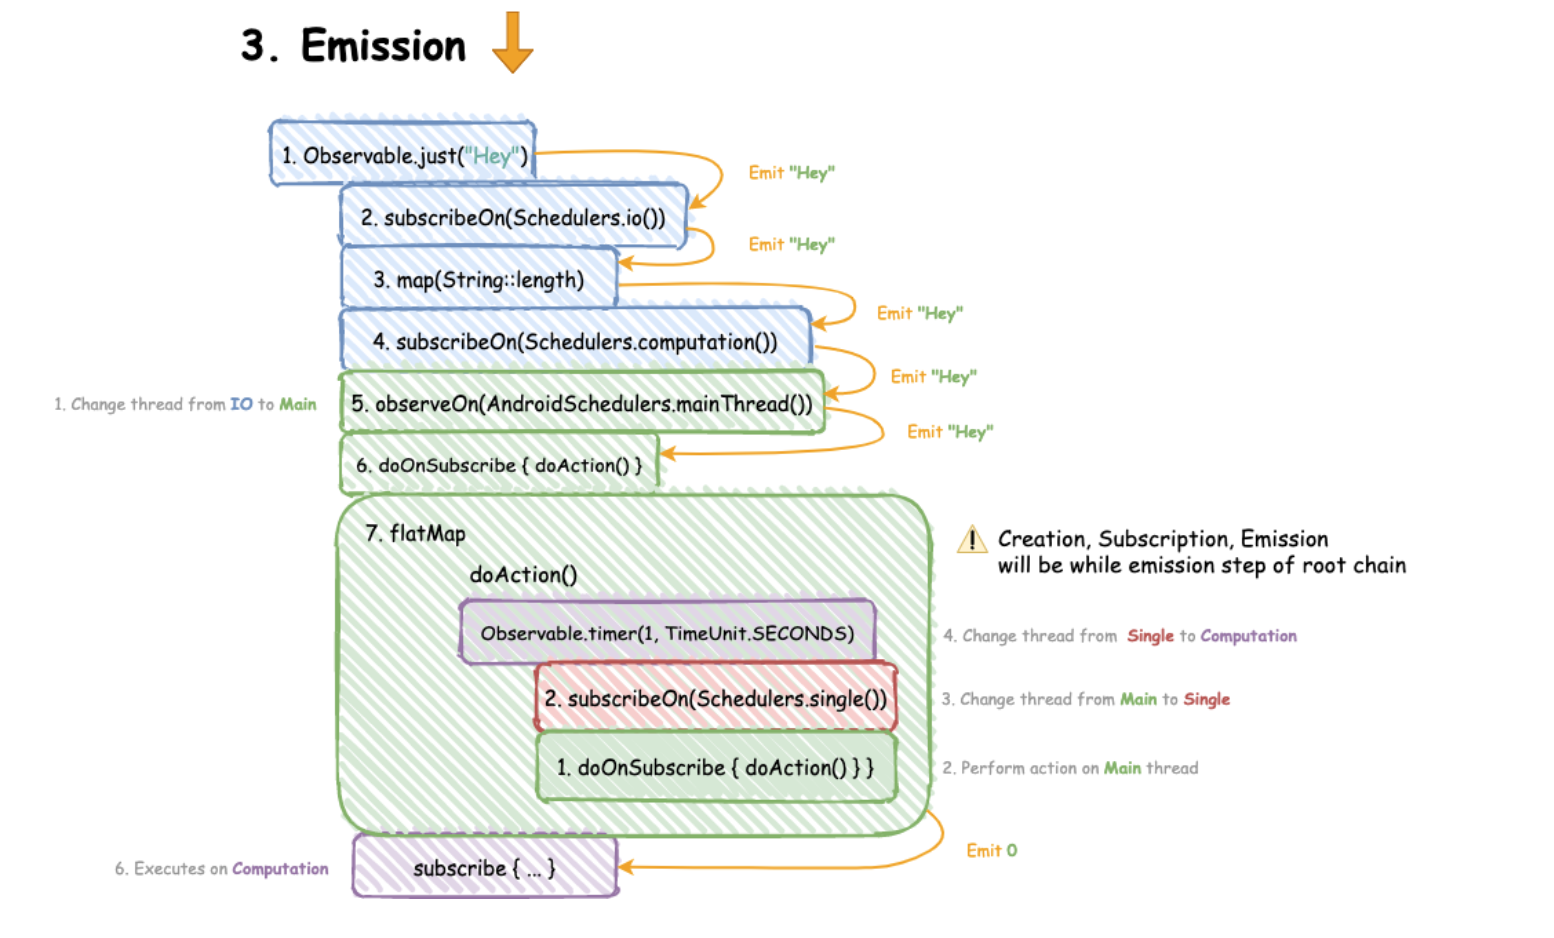 3. Emission
1. Observable.just("Hey")
Emit "Hey"
2. subscribeOn(Schedulers.io())
Emit "Hey"
3. map(String::length)
Emit "Hey"
4. subscribeOn(Schedulers.computation())
Emit "Hey"
1. Change thread from IO to Main
5. observeOn(AndroidSchedulers.mainThread())
Emit "Hey"
6. doOnSubscribe { doAction() }
7. flatMap
Creation, Subscription, Emission
will be while emission step of root chain
doAction()
Observable.timer(1, TimeUnit.SECONDS)
4. Change thread from Single to Computation
2. subscribeOn(Schedulers.single())
3. Change thread from Main to Single
1. doOnSubscribe { doAction() } }
2. Perform action on Main thread
Emit 0
6. Executes on Computation
subscribe { ... }